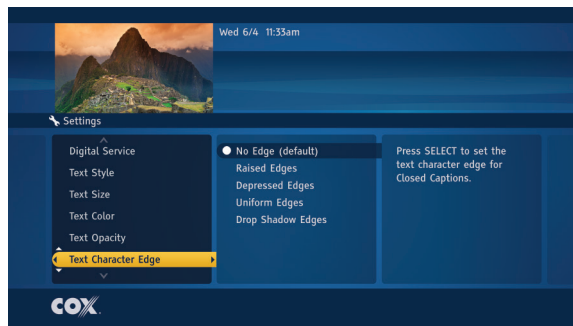 Wed 6/4 11:33am
Settings
Digital Service
Text Style
Text Size
Text Color
Text Opacity
Text Character Edge
No Edge (default)
Raised Edges
Depressed Edges
Uniform Edges
Drop Shadow Edges
Press SELECT to set the
text character edge for
Closed Captions.
COX.